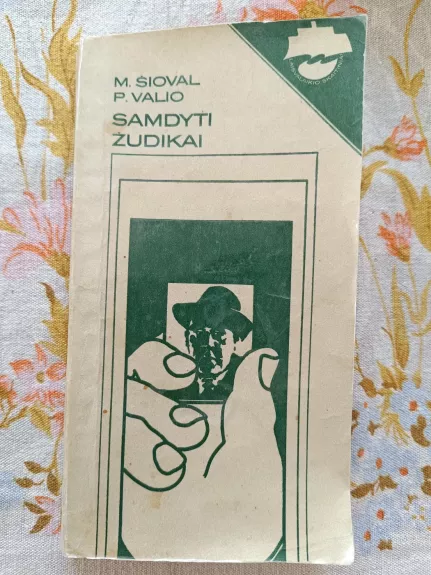 M. ŠIOVAL
P. VALIO
SAMDYTI
ŽUDIKAI